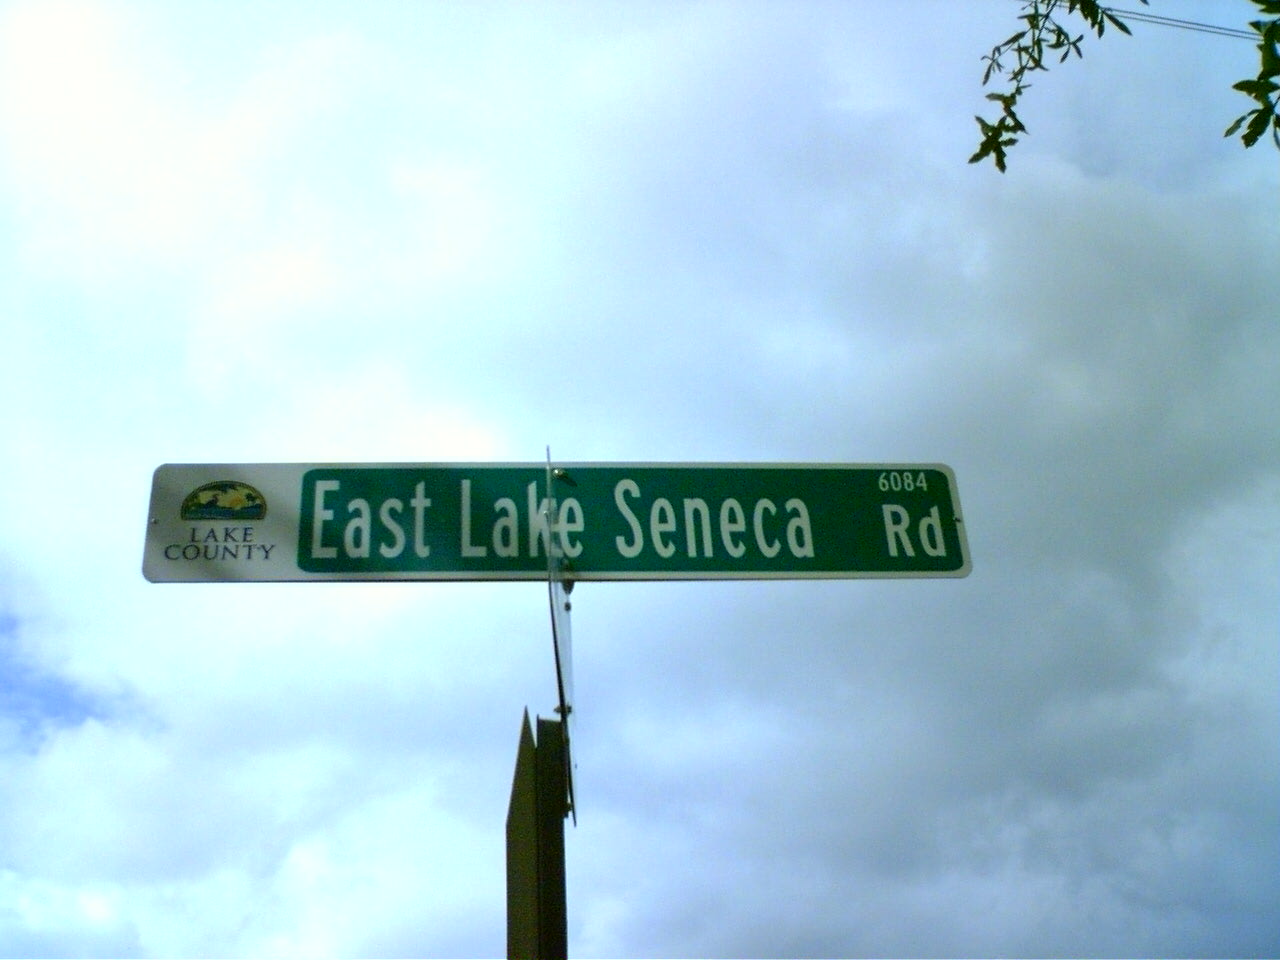 LAKE
COUNTY
East Lake Seneca Rd
6084